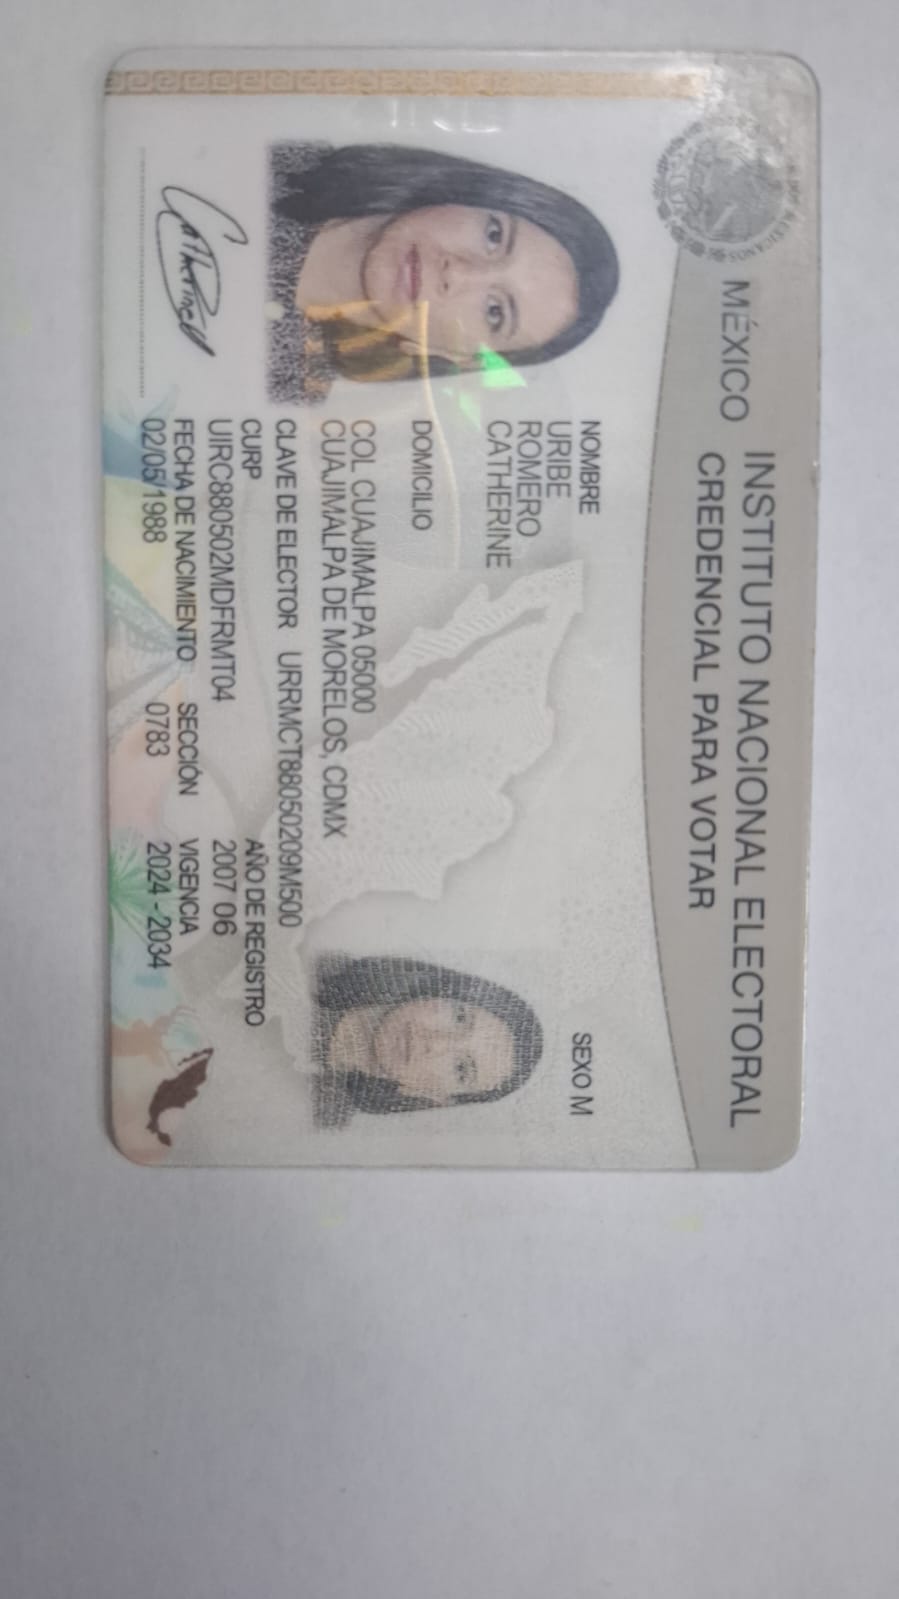 MÉXICO INSTITUTO NACIONAL ELECTORAL
CREDENCIAL PARA VOTAR
NOMBRE
URIBE
ROMERO
CATHERINE
SEXO M
DOMICILIO
COL CUAJIMALPA 05000
CUAJIMALPA DE MORELOS, CDMX
CLAVE DE ELECTOR URRMCT88050209M500
CURP
UIRC880502MDFRMT04
AÑO DE REGISTRO
2007 06
FECHA DE NACIMIENTO
02/05/1988
SECCIÓN
0783
VIGENCIA
2024 - 2034